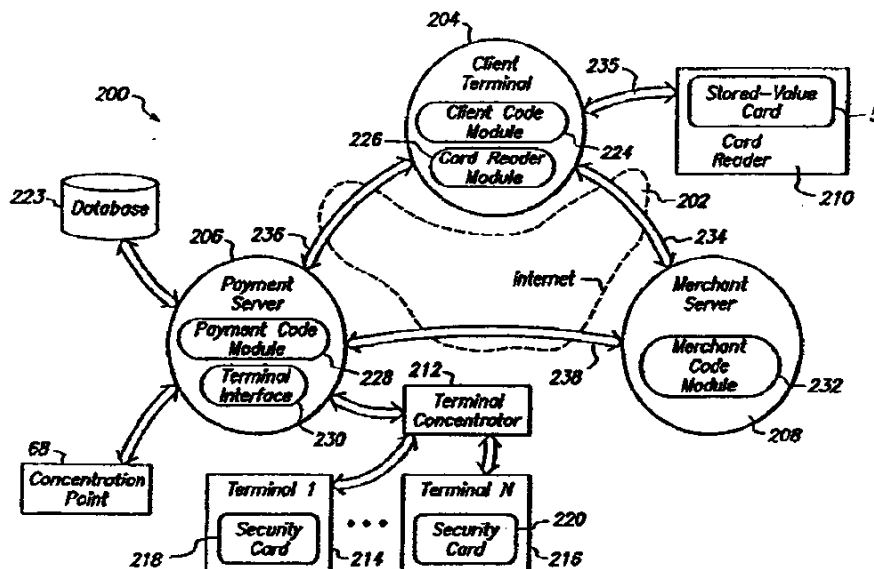 204
Client
Terminal
235
200
Client Code
Module
Stored-Value
Card
5
226
224
Card Reader
Module
Card
Reader
210
223
Database
202
206
236
234
Internet
Payment
Server
Merchant
Server
Payment Code
Module
228
212
238
Merchant
Code
Module
232
Terminal
Interface
230
Terminal
Concentrator
208
68
Concentration
Point
Terminal 1
Terminal N
220
218
Security
Card
214
Security
Card
216